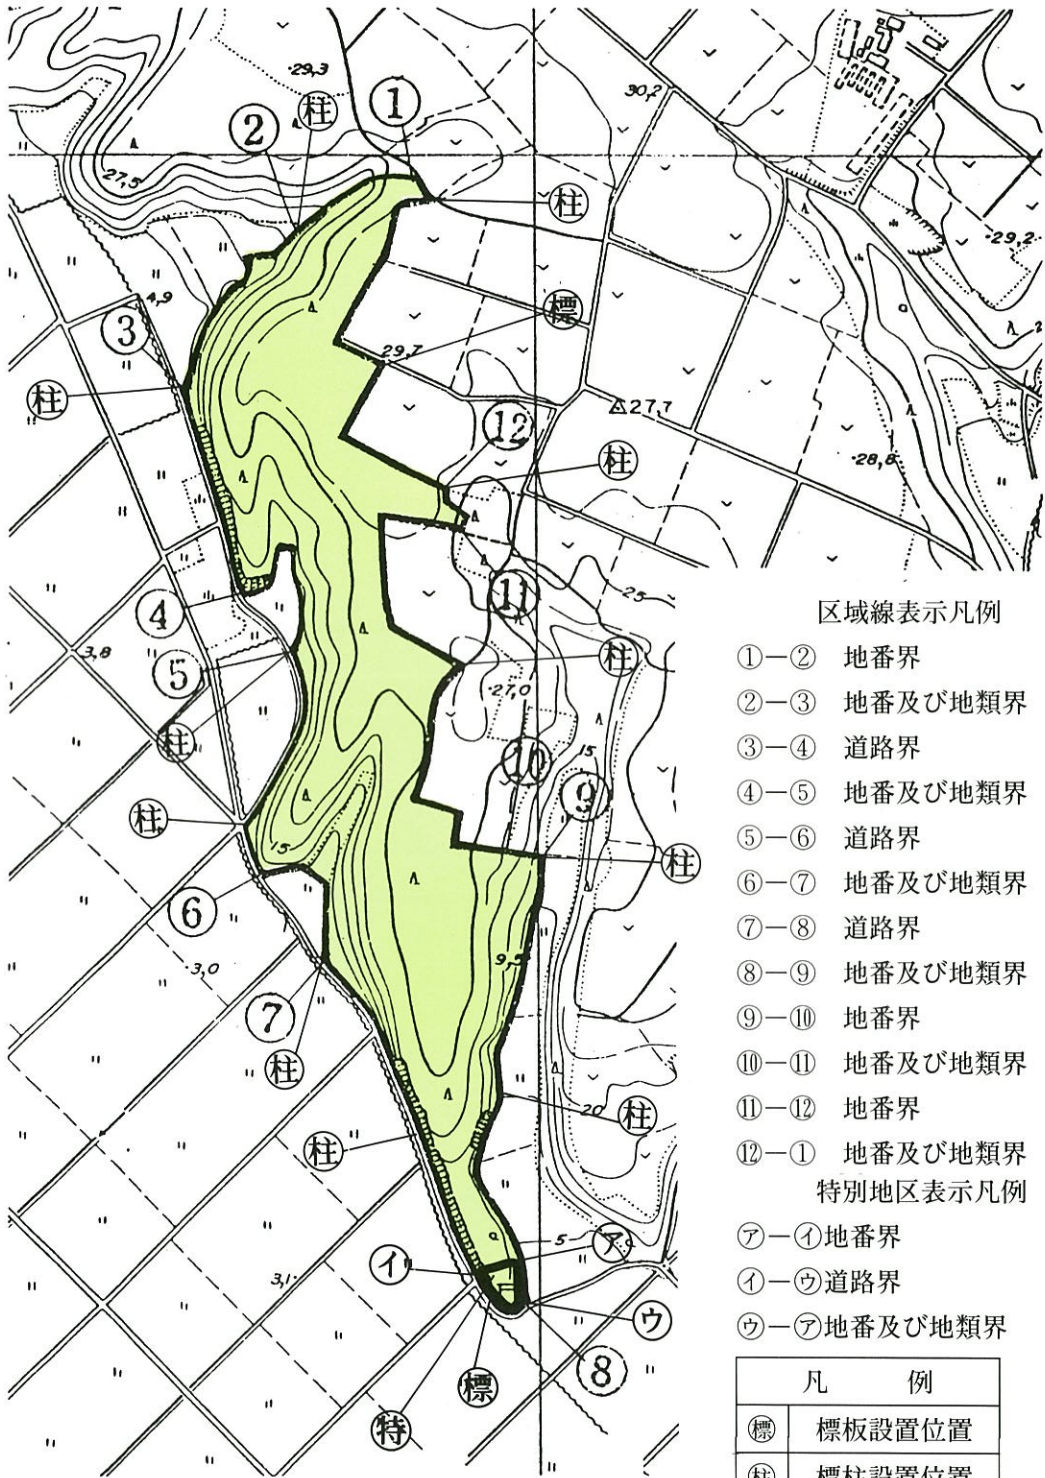 29,3
柱
①
②
30,2
27,5
柱
29,2
4,9
標
③
29,7
柱
⑫
△27,7
柱
28,8
⑪
25
④
3,8
⑤
柱
27,0
柱
⑩
15
⑨
柱
15
柱
⑥
9,5
3,0
⑦
柱
20
柱
柱
5
㋐
㋑
3,1
㋒
⑧
標
特
区域線表示凡例
①－② 地番界
②－③ 地番及び地類界
③－④ 道路界
④－⑤ 地番及び地類界
⑤－⑥ 道路界
⑥－⑦ 地番及び地類界
⑦－⑧ 道路界
⑧－⑨ 地番及び地類界
⑨－⑩ 地番界
⑩－⑪ 地番及び地類界
⑪－⑫ 地番界
⑫－① 地番及び地類界
特別地区表示凡例
㋐－㋑地番界
㋑－㋒道路界
㋒－㋐地番及び地類界
凡 例
標 標板設置位置
柱 標柱設置位置